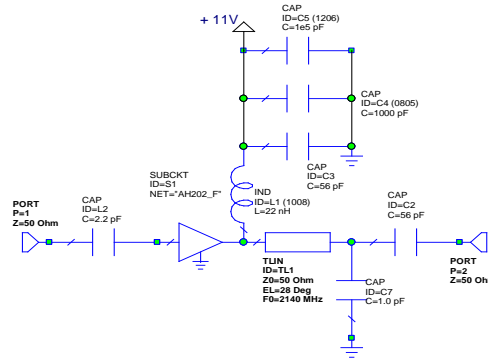 + 11V
CAP
ID=C5 (1206)
C=1e5 pF
CAP
ID=C4 (0805)
C=1000 pF
CAP
ID=C3
C=56 pF
SUBCKT
ID=S1
NET="AH202_F"
IND
ID=L1 (1008)
L=22 nH
PORT
P=1
Z=50 Ohm
CAP
ID=L2
C=2.2 pF
TLIN
ID=TL1
Z0=50 Ohm
EL=28 Deg
F0=2140 MHz
CAP
ID=C2
C=56 pF
CAP
ID=C7
C=1.0 pF
PORT
P=2
Z=50 Oh